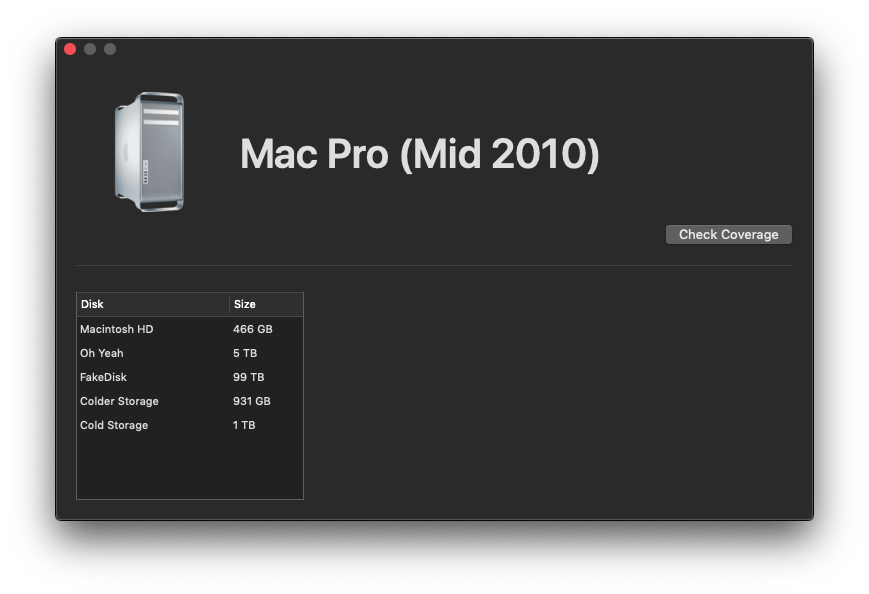 Mac Pro (Mid 2010)
Check Coverage
Disk Size
Macintosh HD 466 GB
Oh Yeah 5 TB
FakeDisk 99 TB
Colder Storage 931 GB
Cold Storage 1 TB